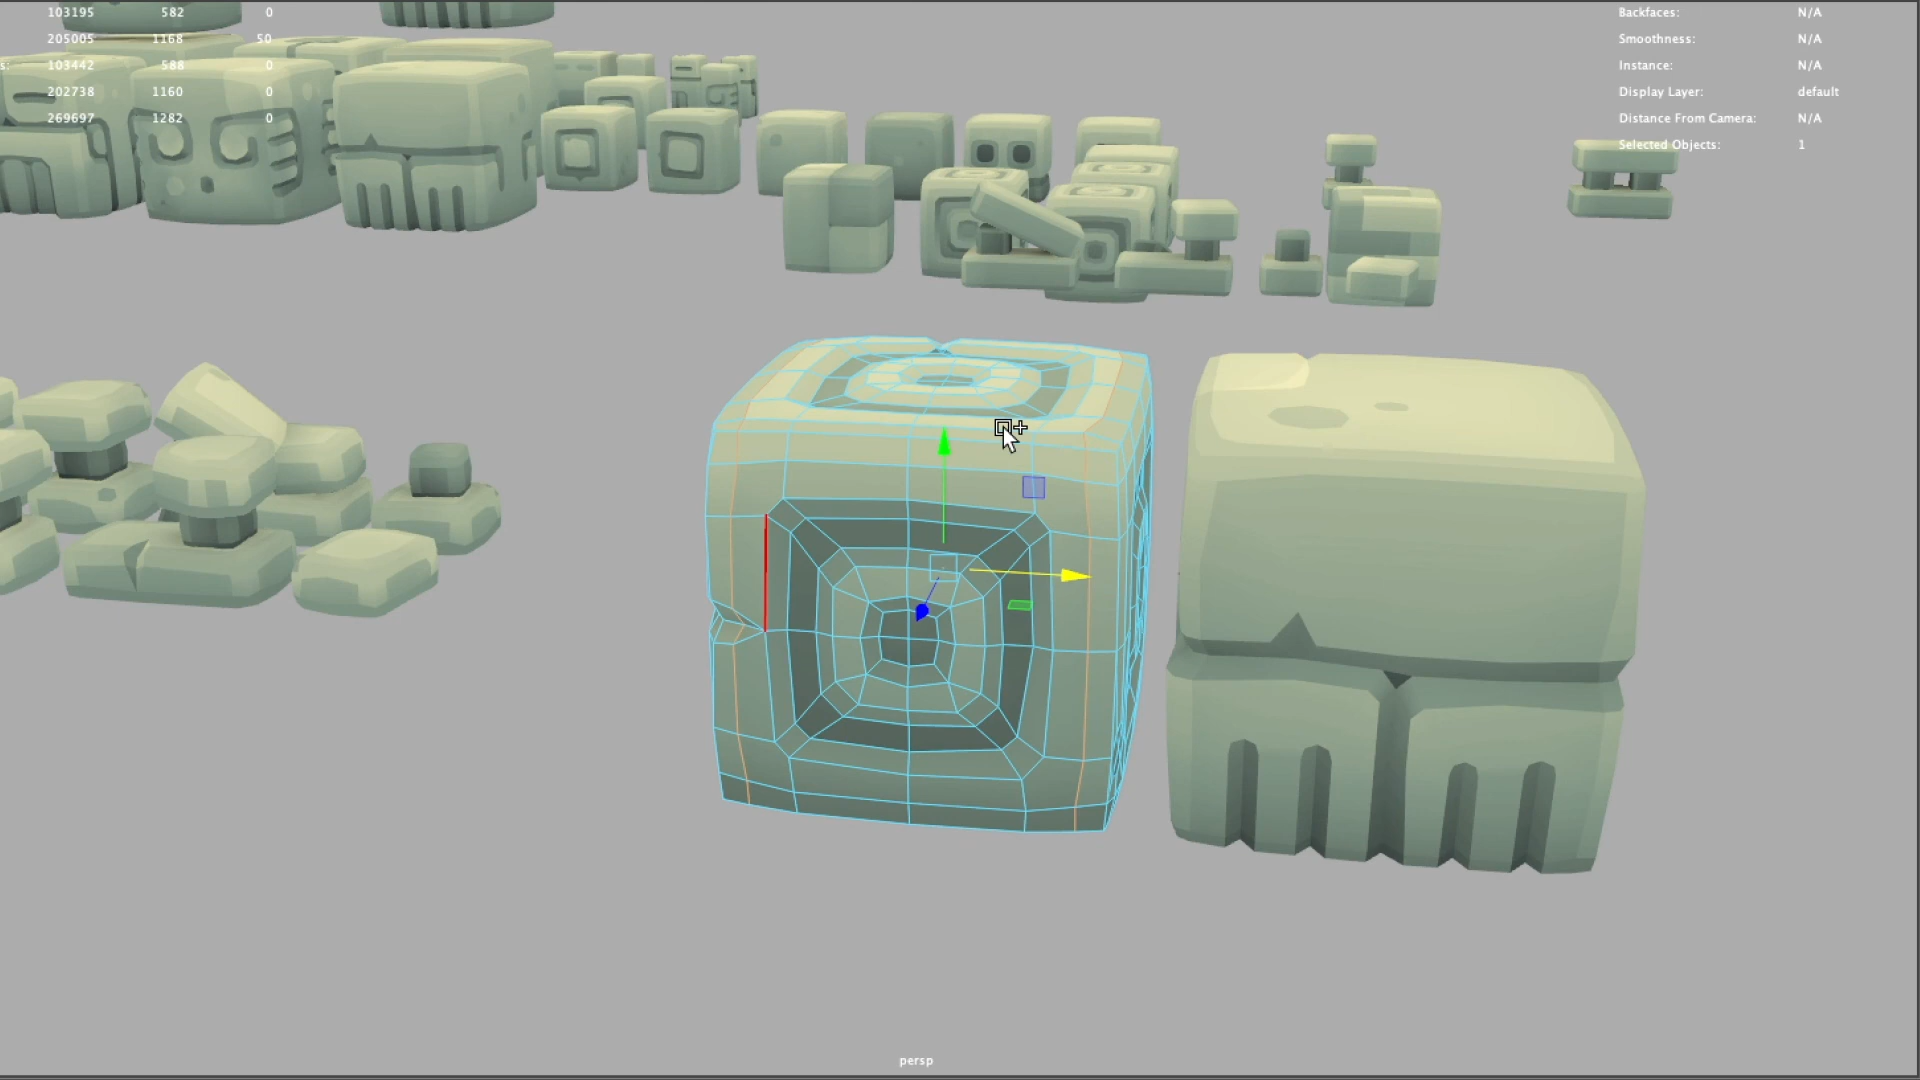 103195 582 0
205005 1168 50
s: 103442 588 0
202738 1160 0
269697 1282 0
Backfaces: N/A
Smoothness: N/A
Instance: N/A
Display Layer: default
Distance From Camera: N/A
Selected Objects: 1
persp